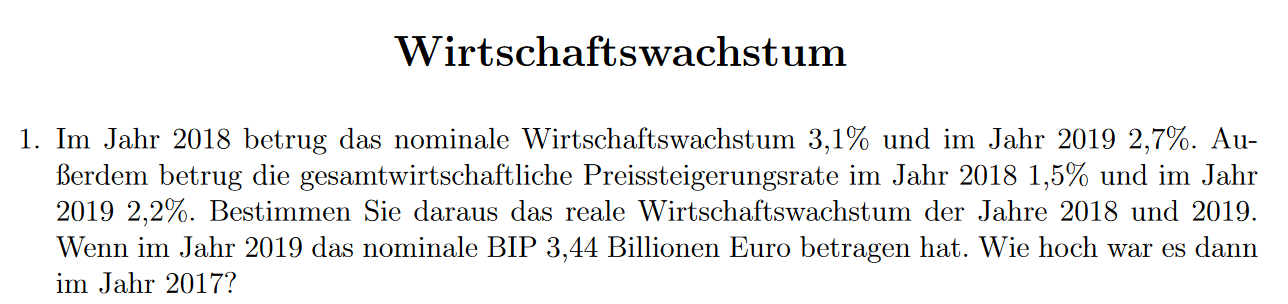 Wirtschaftswachstum
1. Im Jahr 2018 betrug das nominale Wirtschaftswachstum 3,1% und im Jahr 2019 2,7%. Au-
ßerdem betrug die gesamtwirtschaftliche Preissteigerungsrate im Jahr 2018 1,5% und im Jahr
2019 2,2%. Bestimmen Sie daraus das reale Wirtschaftswachstum der Jahre 2018 und 2019.
Wenn im Jahr 2019 das nominale BIP 3,44 Billionen Euro betragen hat. Wie hoch war es dann
im Jahr 2017?